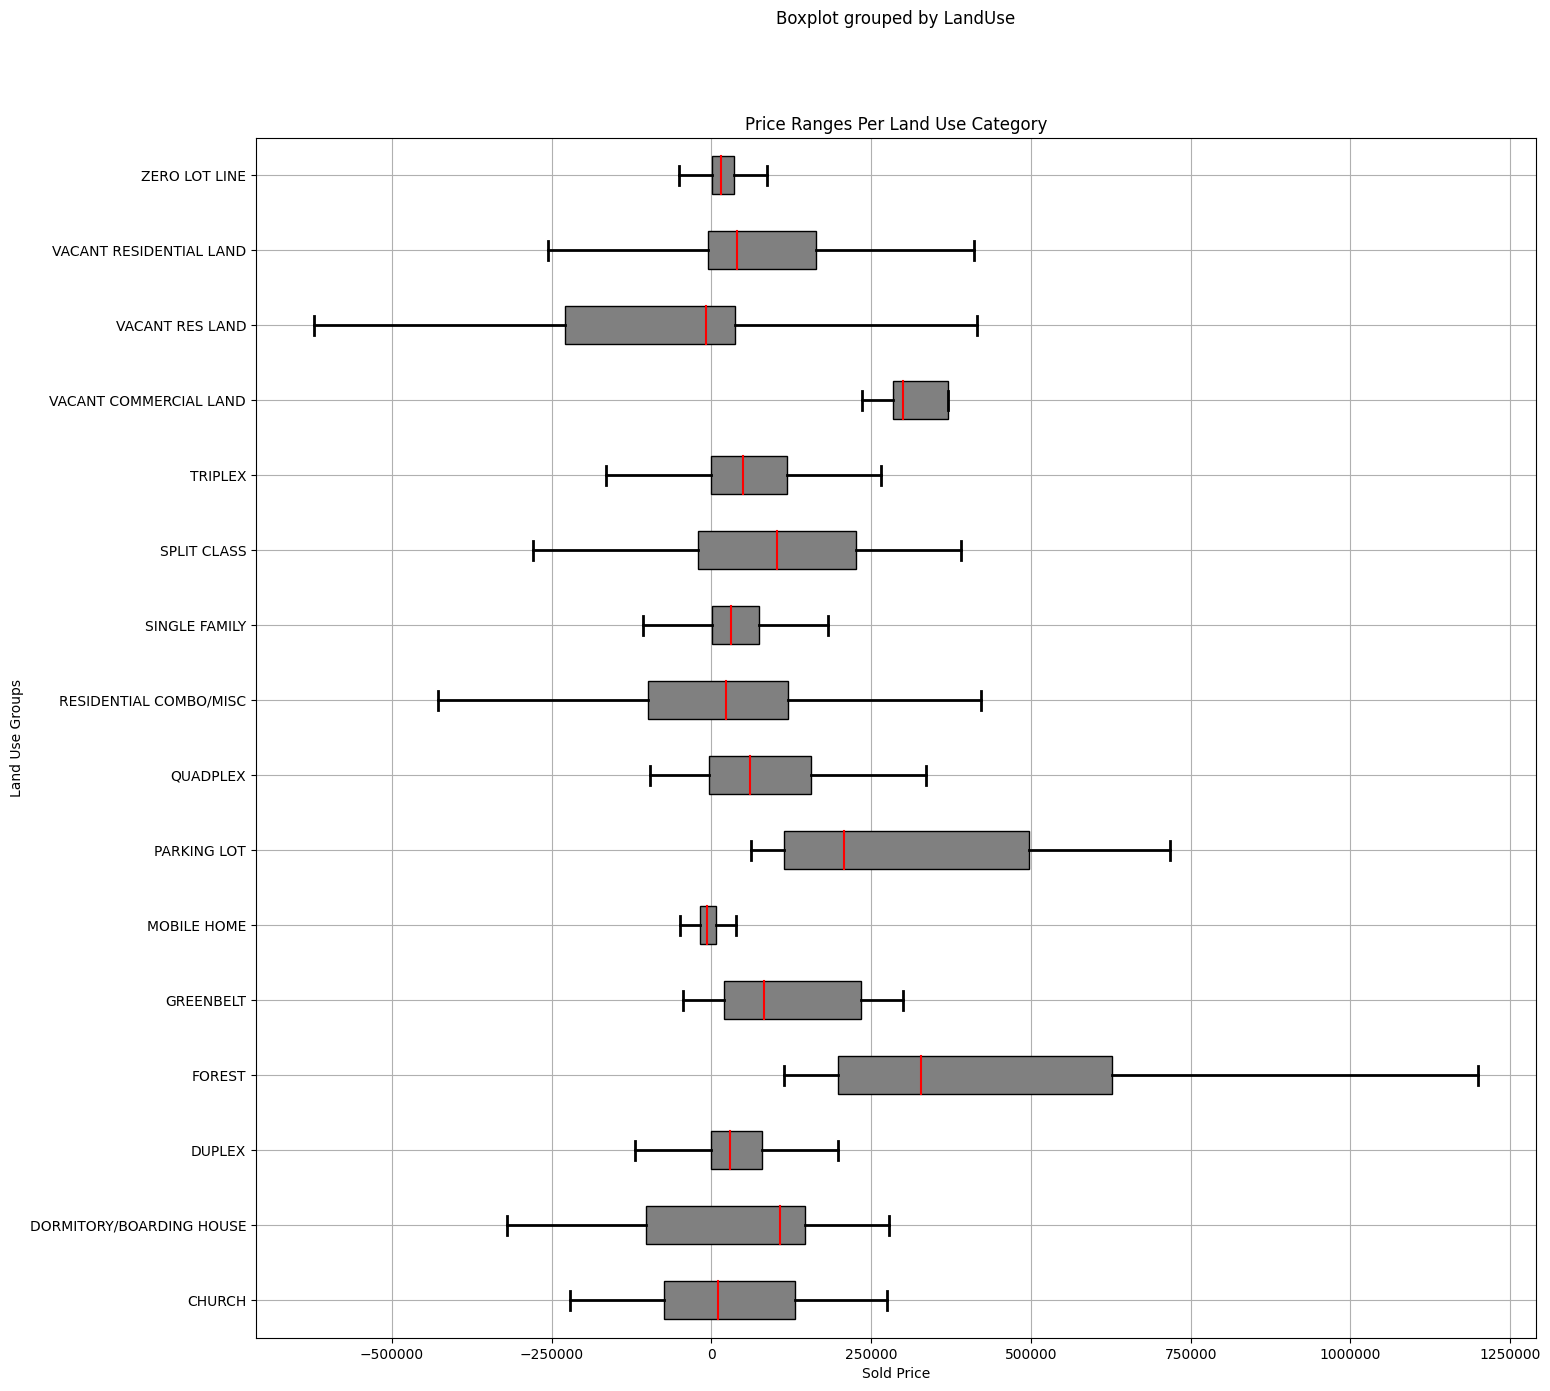 Boxplot grouped by LandUse
Price Ranges Per Land Use Category
Land Use Groups
ZERO LOT LINE
VACANT RESIDENTIAL LAND
VACANT RES LAND
VACANT COMMERCIAL LAND
TRIPLEX
SPLIT CLASS
SINGLE FAMILY
RESIDENTIAL COMBO/MISC
QUADPLEX
PARKING LOT
MOBILE HOME
GREENBELT
FOREST
DUPLEX
DORMITORY/BOARDING HOUSE
CHURCH
−500000 −250000 0 250000 500000 750000 1000000 1250000
Sold Price